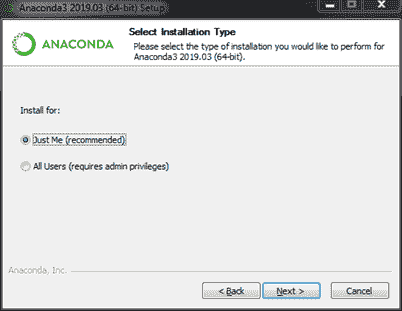 Anaconda3 2019.03 (64-bit) Setup
ANACONDA
Select Installation Type
Please select the type of installation you would like to perform for
Anaconda3 2019.03 (64-bit).
Install for:
Just Me (recommended)
All Users (requires admin privileges)
Anaconda, Inc.
< Back
Next >
Cancel